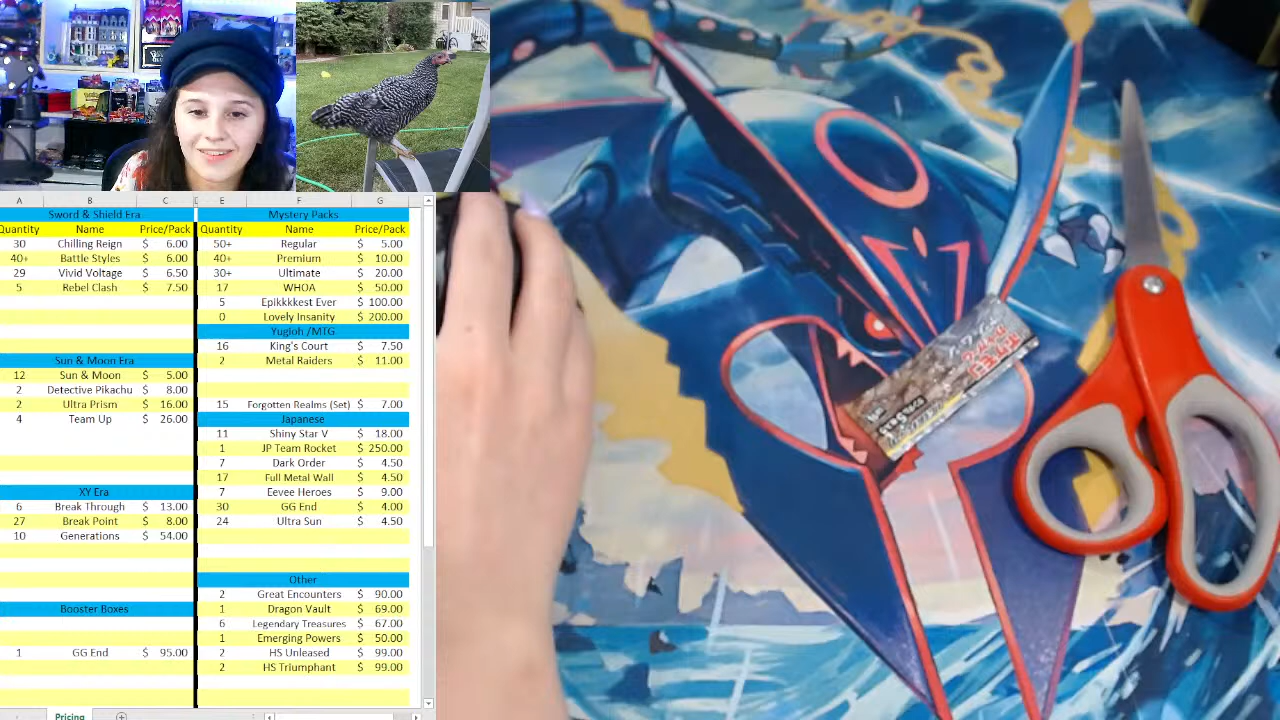 A B C E F G
Sword & Shield Era Mystery Packs
Quantity Name Price/Pack Quantity Name Price/Pack
30 Chilling Reign $ 6.00 50+ Regular $ 5.00
40+ Battle Styles $ 6.00 40+ Premium $ 10.00
29 Vivid Voltage $ 6.50 30+ Ultimate $ 20.00
5 Rebel Clash $ 7.50 17 WHOA $ 50.00
5 Epikkkkest Ever $ 100.00
0 Lovely Insanity $ 200.00
Yugioh /MTG
16 King's Court $ 7.50
Sun & Moon Era 2 Metal Raiders $ 11.00
12 Sun & Moon $ 5.00
2 Detective Pikachu $ 8.00
2 Ultra Prism $ 16.00 15 Forgotten Realms (Set) $ 7.00
4 Team Up $ 26.00 Japanese
11 Shiny Star V $ 18.00
1 JP Team Rocket $ 250.00
7 Dark Order $ 4.50
17 Full Metal Wall $ 4.50
XY Era 7 Eevee Heroes $ 9.00
6 Break Through $ 13.00 30 GG End $ 4.00
27 Break Point $ 8.00 24 Ultra Sun $ 4.50
10 Generations $ 54.00
Other
2 Great Encounters $ 90.00
Booster Boxes 1 Dragon Vault $ 69.00
6 Legendary Treasures $ 67.00
1 Emerging Powers $ 50.00
1 GG End $ 95.00 2 HS Unleased $ 99.00
2 HS Triumphant $ 99.00
Pricing